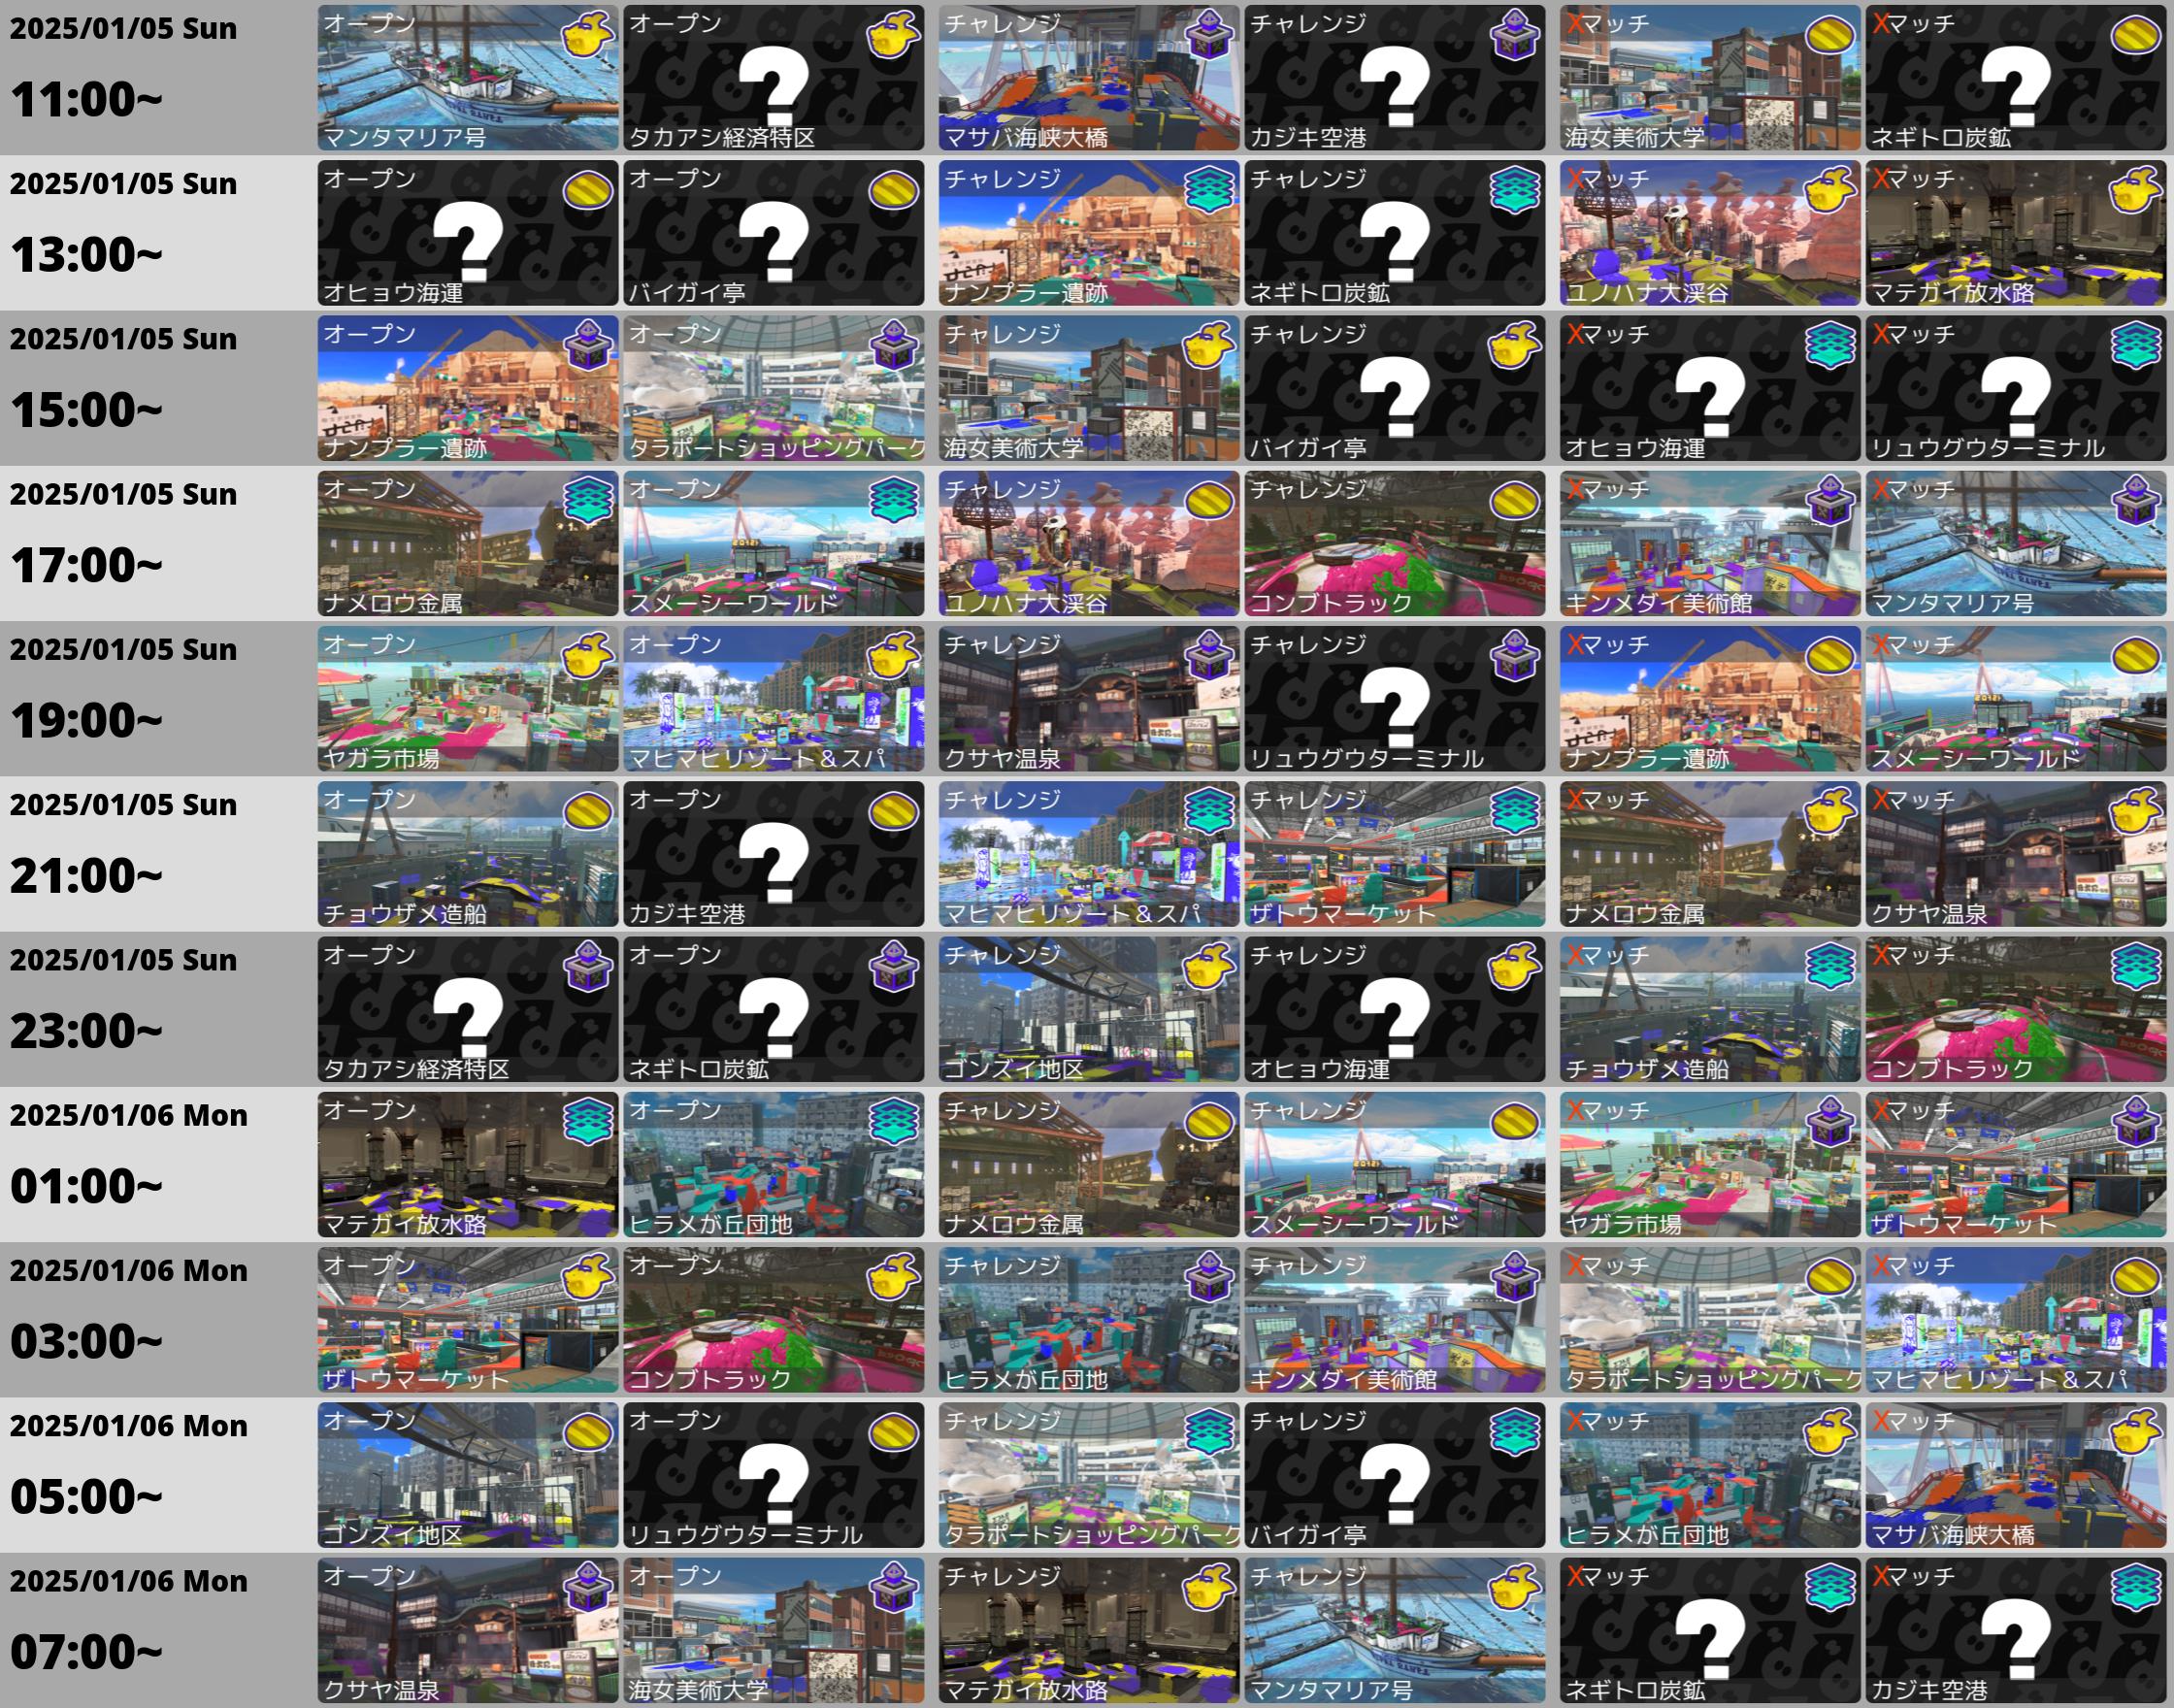 2025/01/05 Sun
11:00~
オープン
マンタマリア号
オープン
タカアシ経済特区
チャレンジ
マサバ海峡大橋
チャレンジ
カジキ空港
Xマッチ
海女美術大学
Xマッチ
ネギトロ炭鉱
2025/01/05 Sun
13:00~
オープン
オヒョウ海運
オープン
バイガイ亭
チャレンジ
ナンプラー遺跡
チャレンジ
ネギトロ炭鉱
Xマッチ
ユノハナ大渓谷
Xマッチ
マテガイ放水路
2025/01/05 Sun
15:00~
オープン
ナンプラー遺跡
オープン
タラポートショッピングパーク
チャレンジ
海女美術大学
チャレンジ
バイガイ亭
Xマッチ
オヒョウ海運
Xマッチ
リュウグウターミナル
2025/01/05 Sun
17:00~
オープン
ナメロウ金属
オープン
スメーシーワールド
チャレンジ
ユノハナ大渓谷
チャレンジ
コンブトラック
Xマッチ
キンメダイ美術館
Xマッチ
マンタマリア号
2025/01/05 Sun
19:00~
オープン
ヤガラ市場
オープン
マヒマヒリゾート&スパ
チャレンジ
クサヤ温泉
チャレンジ
リュウグウターミナル
Xマッチ
ナンプラー遺跡
Xマッチ
スメーシーワールド
2025/01/05 Sun
21:00~
オープン
チョウザメ造船
オープン
カジキ空港
チャレンジ
マヒマヒリゾート&スパ
チャレンジ
ザトウマーケット
Xマッチ
ナメロウ金属
Xマッチ
クサヤ温泉
2025/01/05 Sun
23:00~
オープン
タカアシ経済特区
オープン
ネギトロ炭鉱
チャレンジ
ゴンズイ地区
チャレンジ
オヒョウ海運
Xマッチ
チョウザメ造船
Xマッチ
コンブトラック
2025/01/06 Mon
01:00~
オープン
マテガイ放水路
オープン
ヒラメが丘団地
チャレンジ
ナメロウ金属
チャレンジ
スメーシーワールド
Xマッチ
ヤガラ市場
Xマッチ
ザトウマーケット
2025/01/06 Mon
03:00~
オープン
ザトウマーケット
オープン
コンブトラック
チャレンジ
ヒラメが丘団地
チャレンジ
キンメダイ美術館
Xマッチ
タラポートショッピングパーク
Xマッチ
マヒマヒリゾート&スパ
2025/01/06 Mon
05:00~
オープン
ゴンズイ地区
オープン
リュウグウターミナル
チャレンジ
タラポートショッピングパーク
チャレンジ
バイガイ亭
Xマッチ
ヒラメが丘団地
Xマッチ
マサバ海峡大橋
2025/01/06 Mon
07:00~
オープン
クサヤ温泉
オープン
海女美術大学
チャレンジ
マテガイ放水路
チャレンジ
マンタマリア号
Xマッチ
ネギトロ炭鉱
Xマッチ
カジキ空港